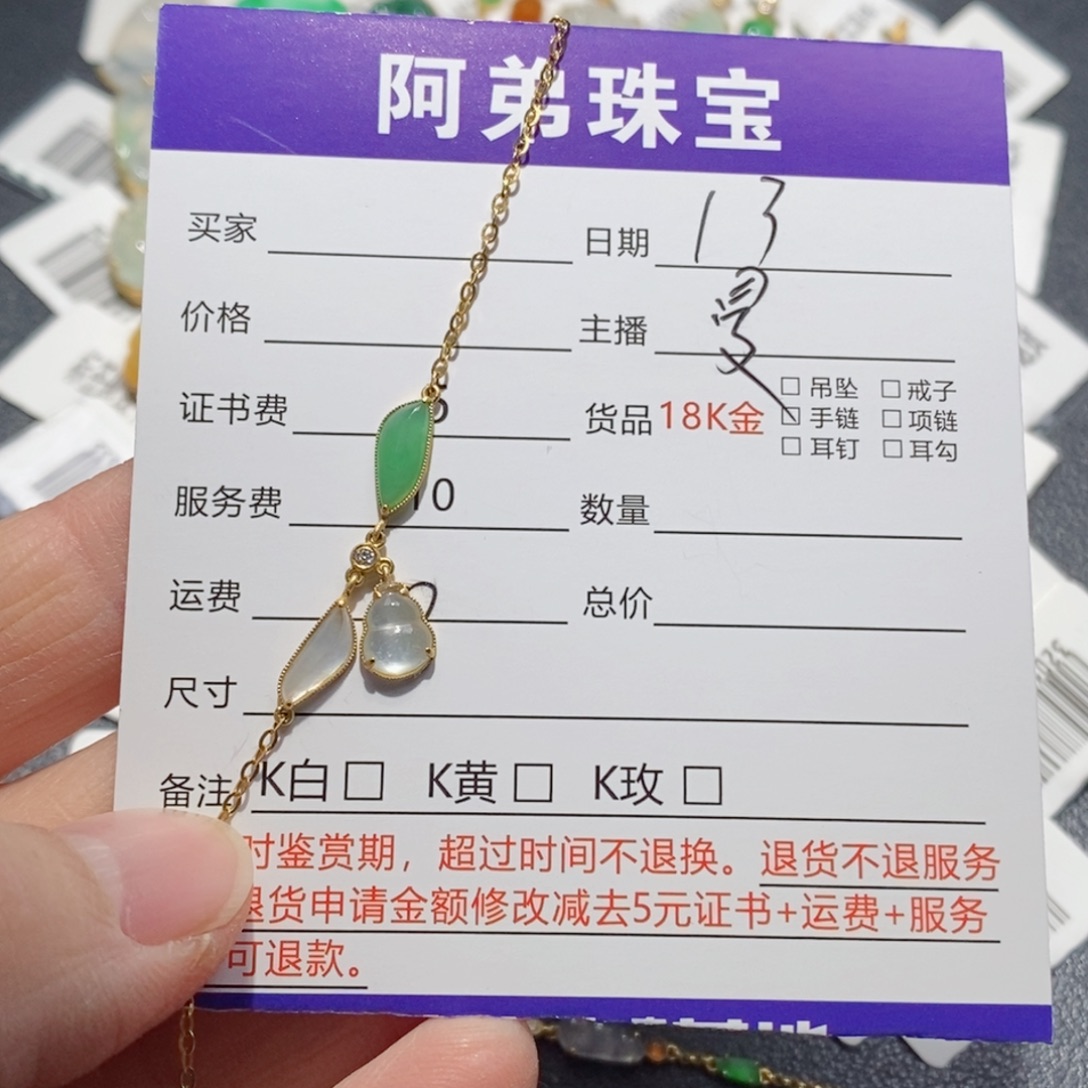 阿弟珠宝
买家 日期 13
价格 主播 曼
证书费 货品 18K金 □ 吊坠 □ 戒子
□ 手链 □ 项链
□ 耳钉 □ 耳勾
服务费 10 数量
运费 总价
尺寸
备注 K白 □ K黄 □ K玫 □
时鉴赏期，超过时间不退换。退货不退服务
退货申请金额修改减去5元证书+运费+服务
可退款。